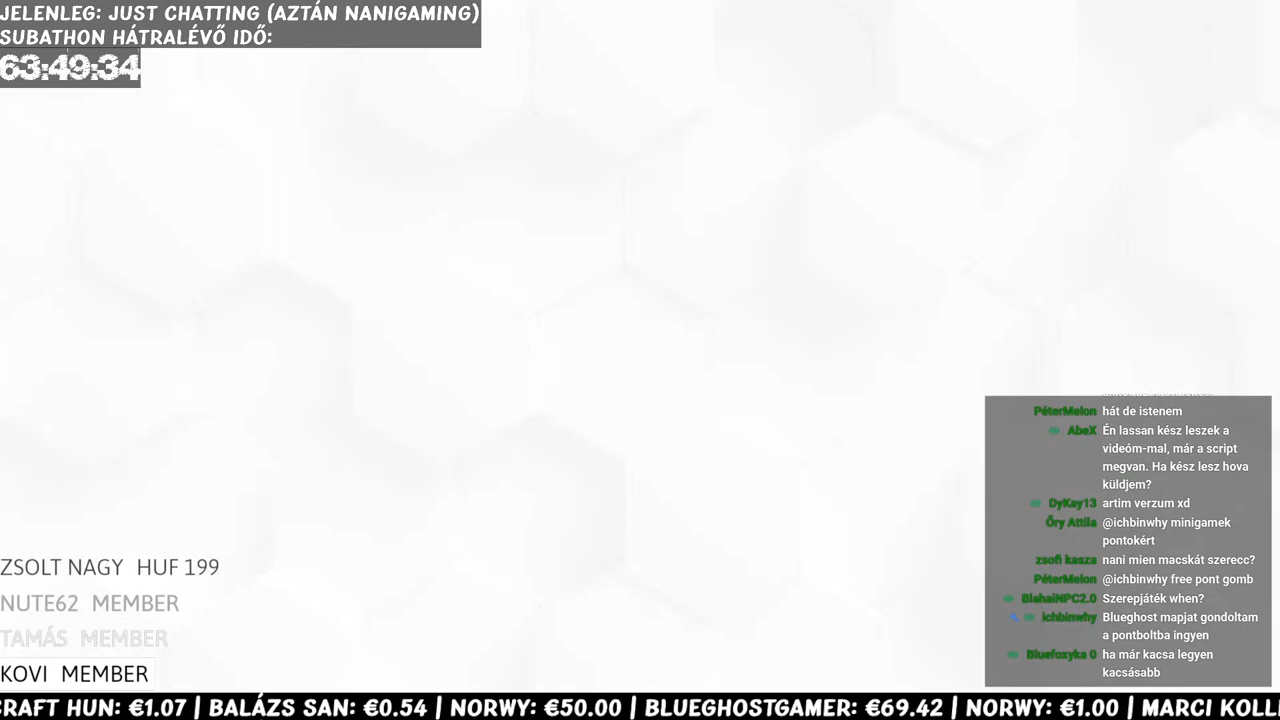 JELENLEG: JUST CHATTING (AZTÁN NANIGAMING)
SUBATHON HÁTRALÉVŐ IDŐ:
63:49:34
PéterMelon hát de istenem
AbeX Én lassan kész leszek a
videóm-mal, már a script
megvan. Ha kész lesz hova
küldjem?
DyKay13 artim verzum xd
Őry Attila @ichbinwhy minigamek
pontokért
zsofi kasza nani mien macskát szerecc?
PéterMelon @ichbinwhy free pont gomb
BlahaiNPC2.0 Szerepjáték when?
ichbinwhy Blueghost mapjat gondoltam
a pontboltba ingyen
Bluefoxyka 0 ha már kacsa legyen
kacsásabb
ZSOLT NAGY HUF 199
NUTE62 MEMBER
TAMÁS MEMBER
KOVI MEMBER
CRAFT HUN: €1.07 | BALÁZS SAN: €0.54 | NORWY: €50.00 | BLUEGHOSTGAMER: €69.42 | NORWY: €1.00 | MARCI KOLL